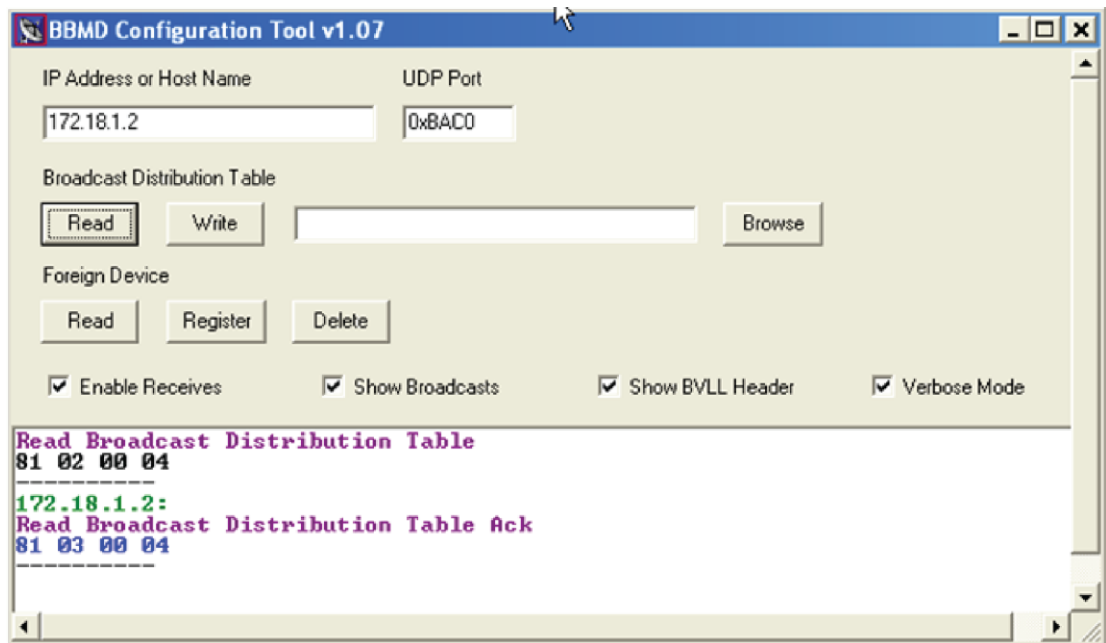 BBMD Configuration Tool v1.07
IP Address or Host Name UDP Port
172.18.1.2 0xBAC0
Broadcast Distribution Table
Read Write Browse
Foreign Device
Read Register Delete
Enable Receives Show Broadcasts Show BVLL Header Verbose Mode
Read Broadcast Distribution Table
81 02 00 04
----------
172.18.1.2:
Read Broadcast Distribution Table Ack
81 03 00 04
----------